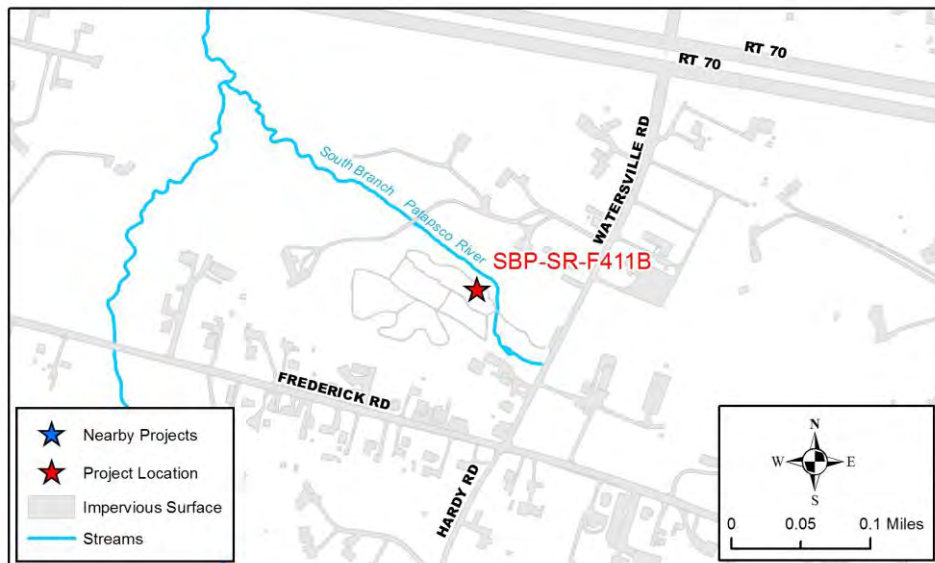 RT 70
RT 70
WATERSVILLE RD
South Branch Patapsco River
SBP-SR-F411B
FREDERICK RD
HARDY RD
Nearby Projects
Project Location
Impervious Surface
Streams
N
W E
S
0 0.05 0.1 Miles